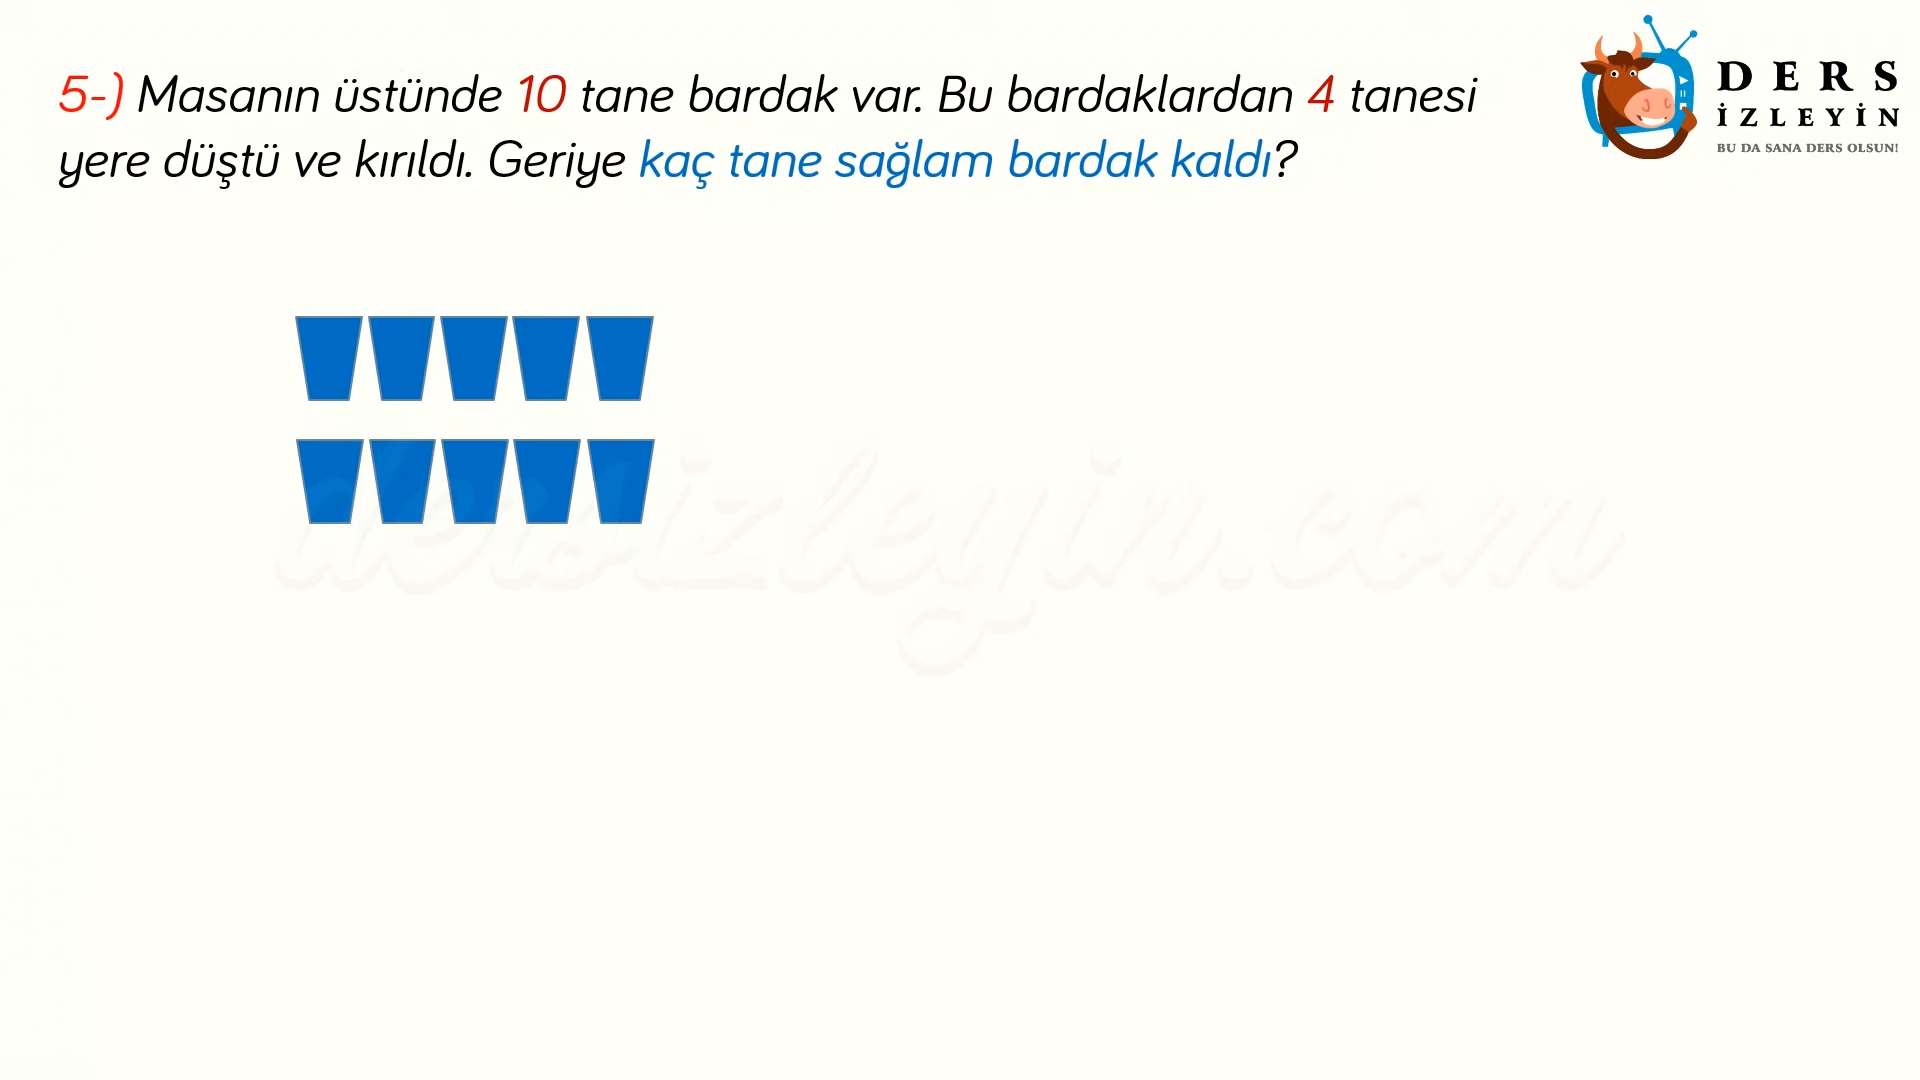 5-) Masanın üstünde 10 tane bardak var. Bu bardaklardan 4 tanesi
yere düştü ve kırıldı. Geriye kaç tane sağlam bardak kaldı?
DERS
İZLEYİN
BU DA SANA DERS OLSUN!
dersizleyin.com